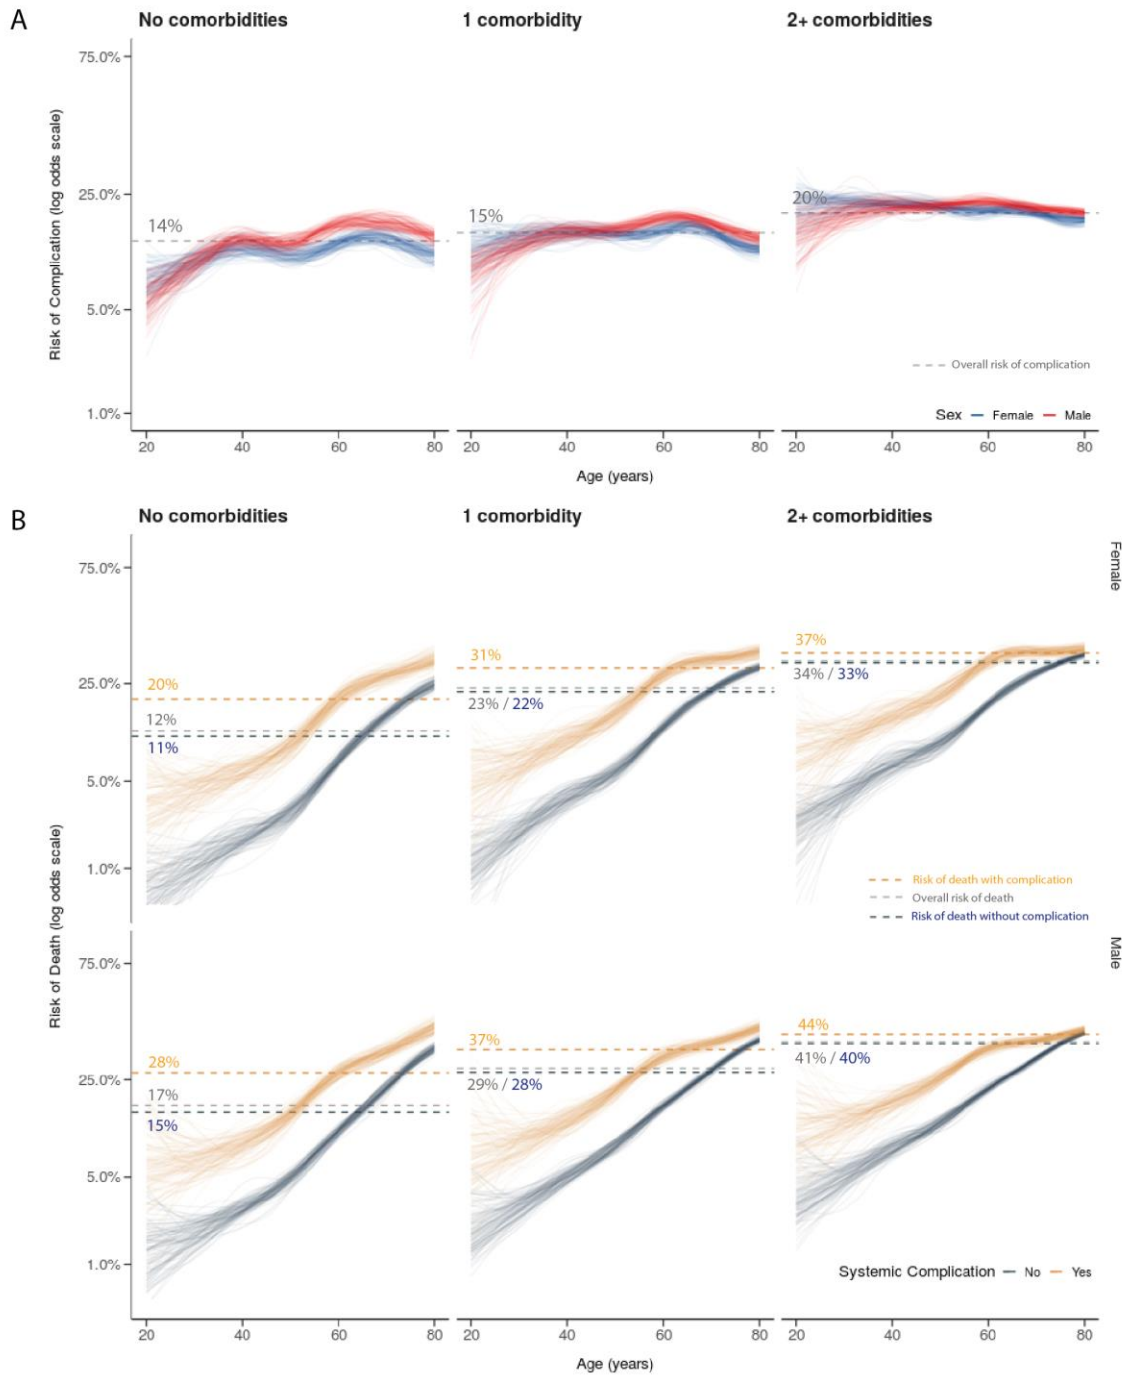 A
No comorbidities
1 comorbidity
2+ comorbidities
Risk of Complication (log odds scale)
75.0%
25.0%
5.0%
1.0%
14%
15%
20%
Overall risk of complication
Sex Female Male
20 40 60 80 20 40 60 80 20 40 60 80
Age (years)
B
No comorbidities
1 comorbidity
2+ comorbidities
Female
Risk of Death (log odds scale)
75.0%
25.0%
5.0%
1.0%
20%
12%
11%
31%
23% / 22%
37%
34% / 33%
Risk of death with complication
Overall risk of death
Risk of death without complication
Male
75.0%
25.0%
5.0%
1.0%
28%
17%
15%
37%
29% / 28%
44%
41% / 40%
Systemic Complication No Yes
20 40 60 80 20 40 60 80 20 40 60 80
Age (years)